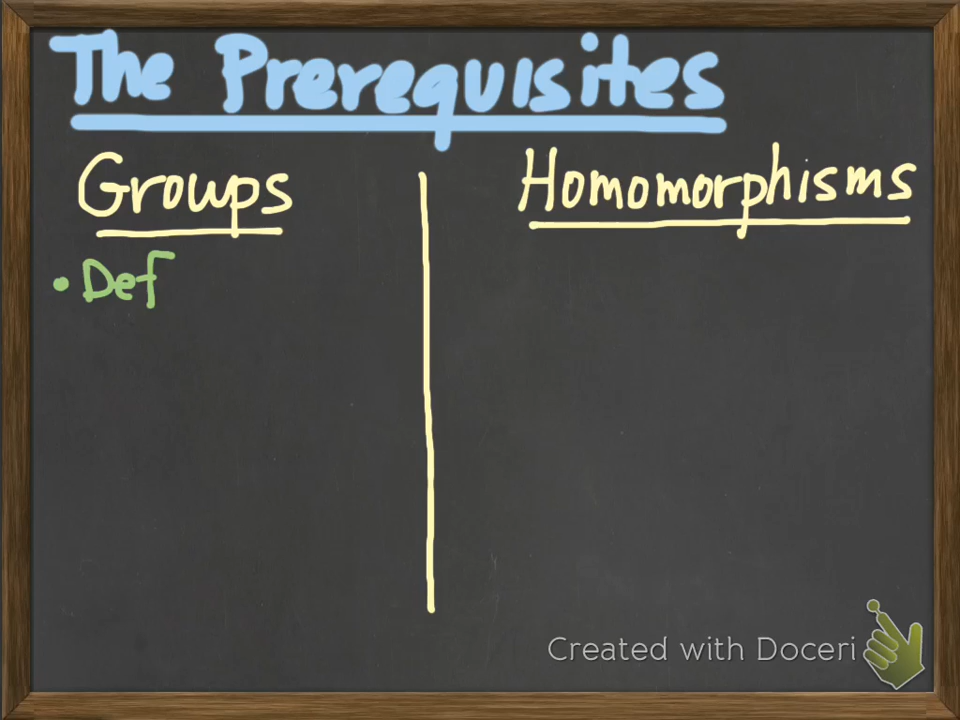 The Prerequisites
Groups
Homomorphisms
• Def
Created with Doceri